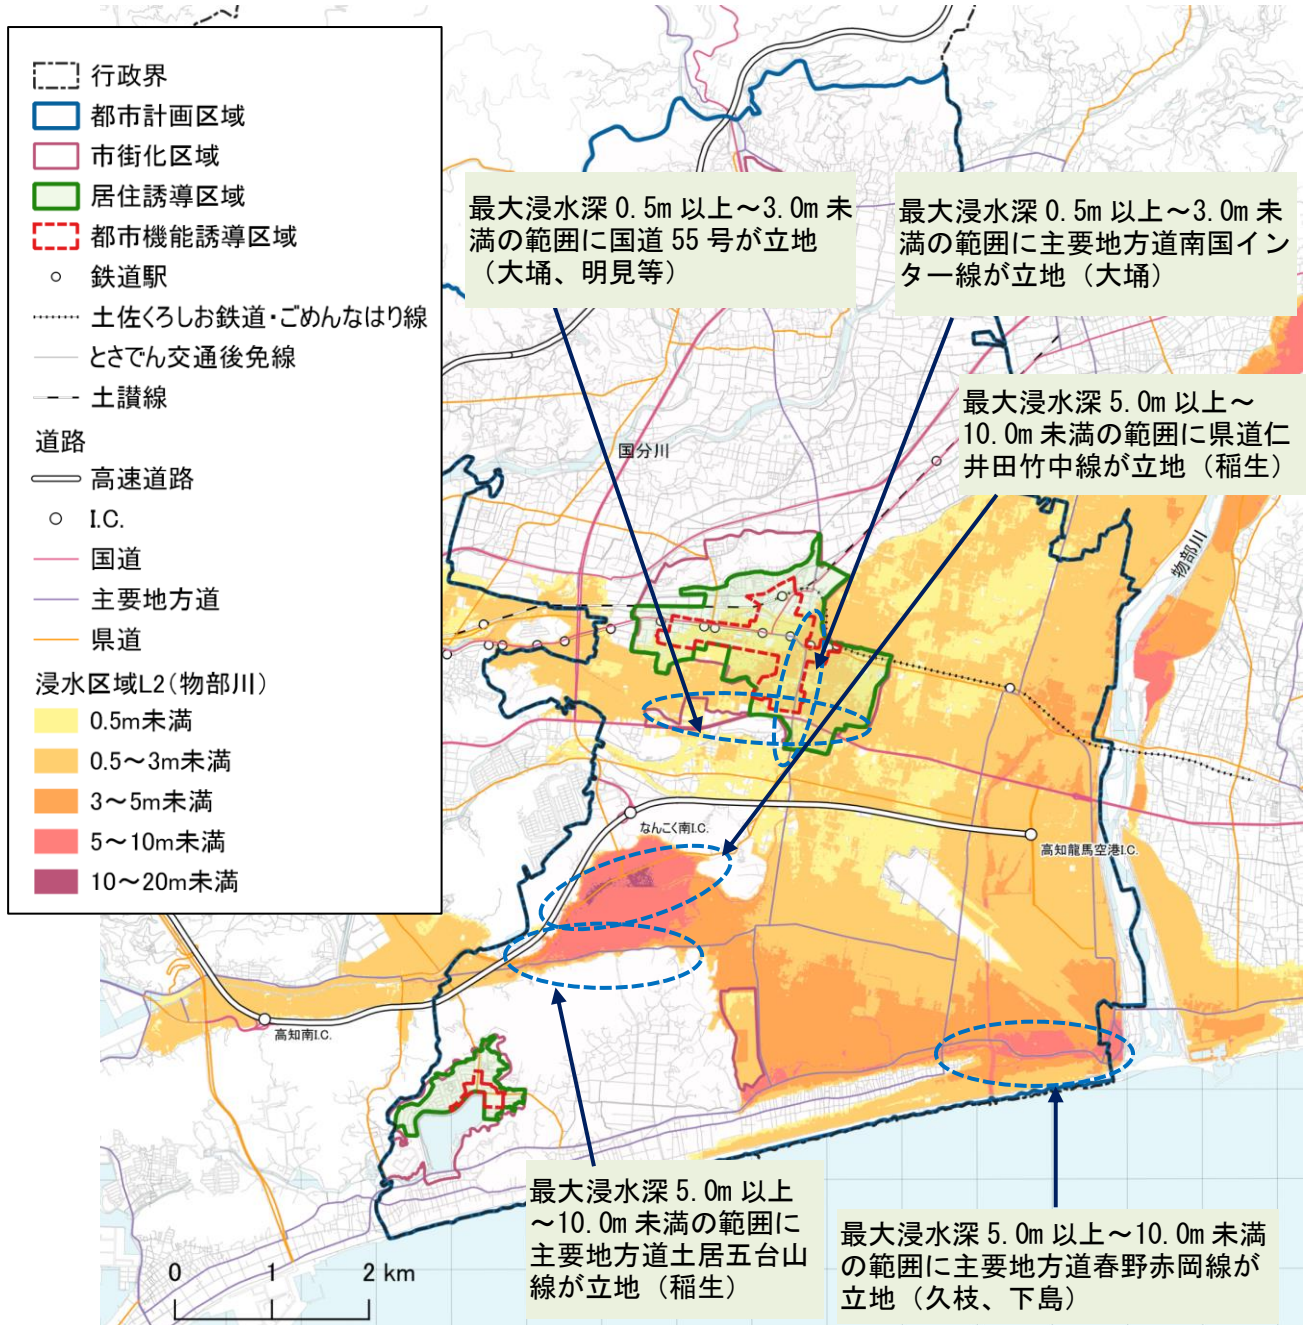 行政界
都市計画区域
市街化区域
居住誘導区域
都市機能誘導区域
鉄道駅
土佐くろしお鉄道・ごめんなはり線
とさでん交通後免線
土讃線
道路
高速道路
I.C.
国道
主要地方道
県道
浸水区域L2(物部川)
0.5m未満
0.5～3m未満
3～5m未満
5～10m未満
10～20m未満
最大浸水深 0.5m 以上～3.0m 未
満の範囲に国道 55 号が立地
（大埇、明見等）
最大浸水深 0.5m 以上～3.0m 未
満の範囲に主要地方道南国イン
ター線が立地（大埇）
最大浸水深 5.0m 以上～
10.0m 未満の範囲に県道仁
井田竹中線が立地（稲生）
国分川
物部川
なんこく南I.C.
高知龍馬空港I.C.
高知南I.C.
最大浸水深 5.0m 以上
～10.0m 未満の範囲に
主要地方道土居五台山
線が立地（稲生）
最大浸水深 5.0m 以上～10.0m 未満
の範囲に主要地方道春野赤岡線が
立地（久枝、下島）
0 1 2 km